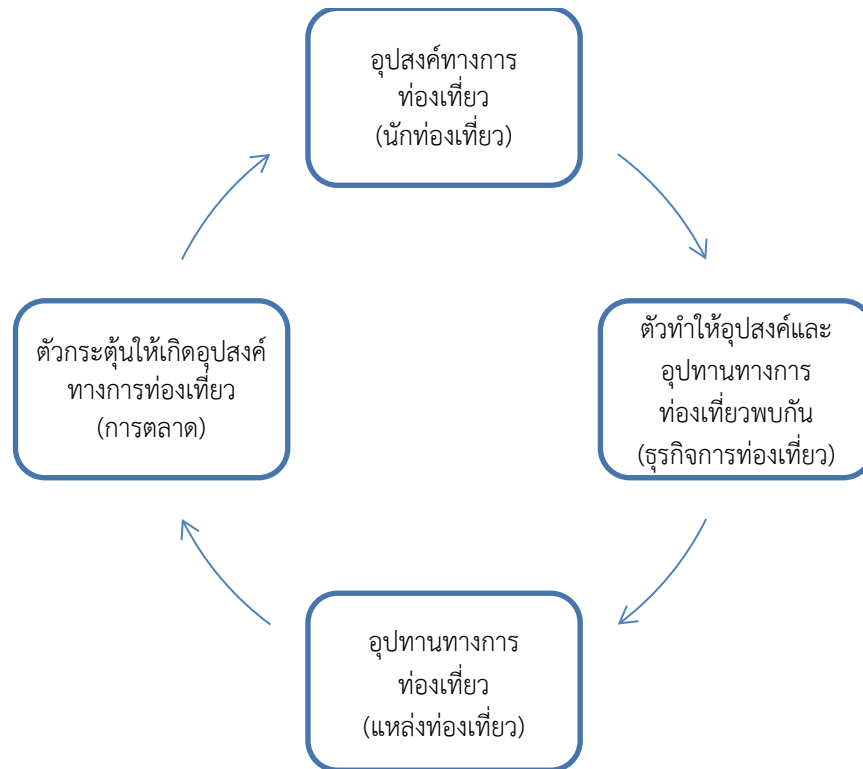 อุปสงค์ทางการ
ท่องเที่ยว
(นักท่องเที่ยว)
ตัวทำให้อุปสงค์และ
อุปทานทางการ
ท่องเที่ยวพบกัน
(ธุรกิจการท่องเที่ยว)
อุปทานทางการ
ท่องเที่ยว
(แหล่งท่องเที่ยว)
ตัวกระตุ้นให้เกิดอุปสงค์
ทางการท่องเที่ยว
(การตลาด)